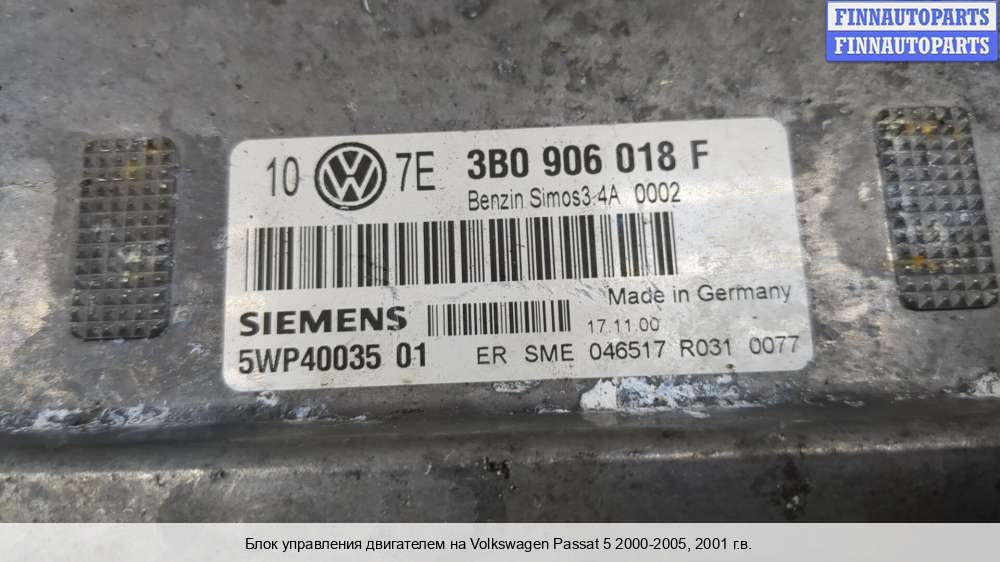 FINNAUTOPARTS
FINNAUTOPARTS
10 VW 7E 3B0 906 018 F
Benzin Simos3.4A 0002
Made in Germany
SIEMENS 17.11.00
5WP40035 01 ER SME 046517 R031 0077
Блок управления двигателем на Volkswagen Passat 5 2000-2005, 2001 г.в.